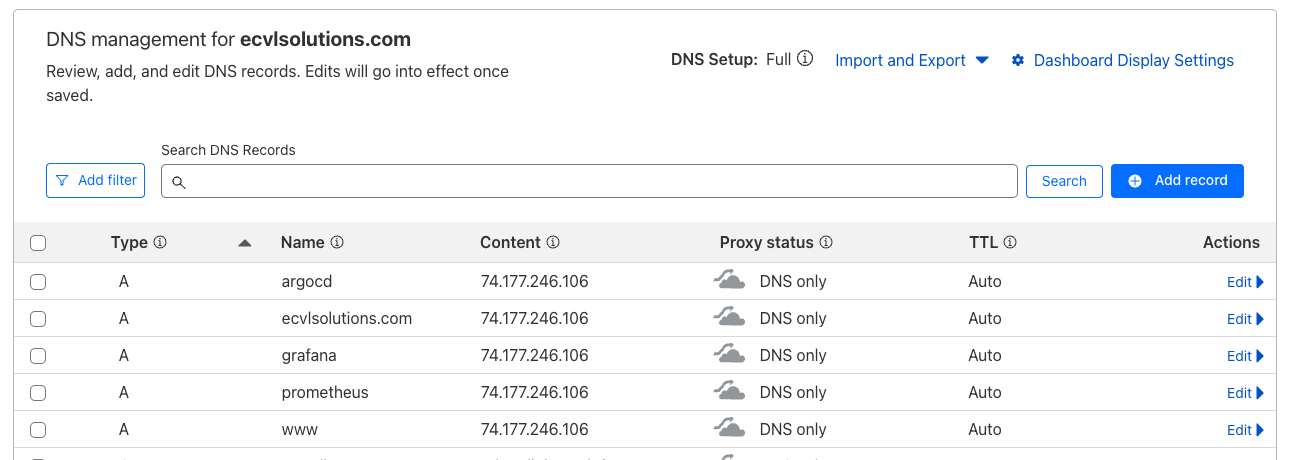 DNS management for ecvlsolutions.com
Review, add, and edit DNS records. Edits will go into effect once
saved.
DNS Setup: Full Import and Export Dashboard Display Settings
Search DNS Records
Add filter Search Add record
Type Name Content Proxy status TTL Actions
A argocd 74.177.246.106 DNS only Auto Edit
A ecvlsolutions.com 74.177.246.106 DNS only Auto Edit
A grafana 74.177.246.106 DNS only Auto Edit
A prometheus 74.177.246.106 DNS only Auto Edit
A www 74.177.246.106 DNS only Auto Edit